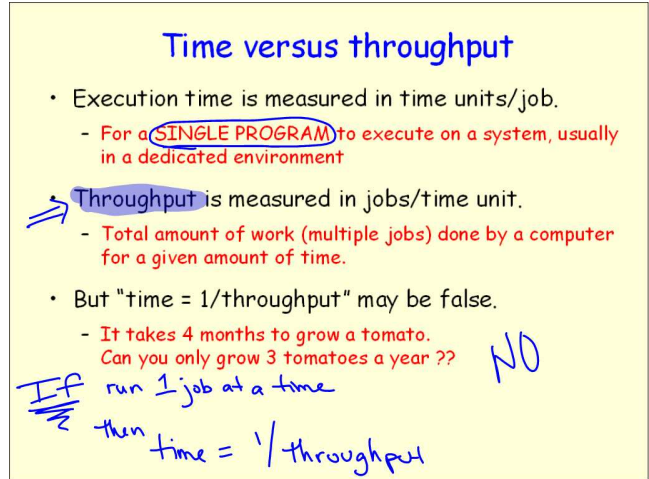 Time versus throughput
• Execution time is measured in time units/job.
– For a SINGLE PROGRAM to execute on a system, usually
in a dedicated environment
• Throughput is measured in jobs/time unit.
– Total amount of work (multiple jobs) done by a computer
for a given amount of time.
• But "time = 1/throughput" may be false.
– It takes 4 months to grow a tomato.
Can you only grow 3 tomatoes a year ??
NO
If run 1 job at a time
then time = 1/throughput